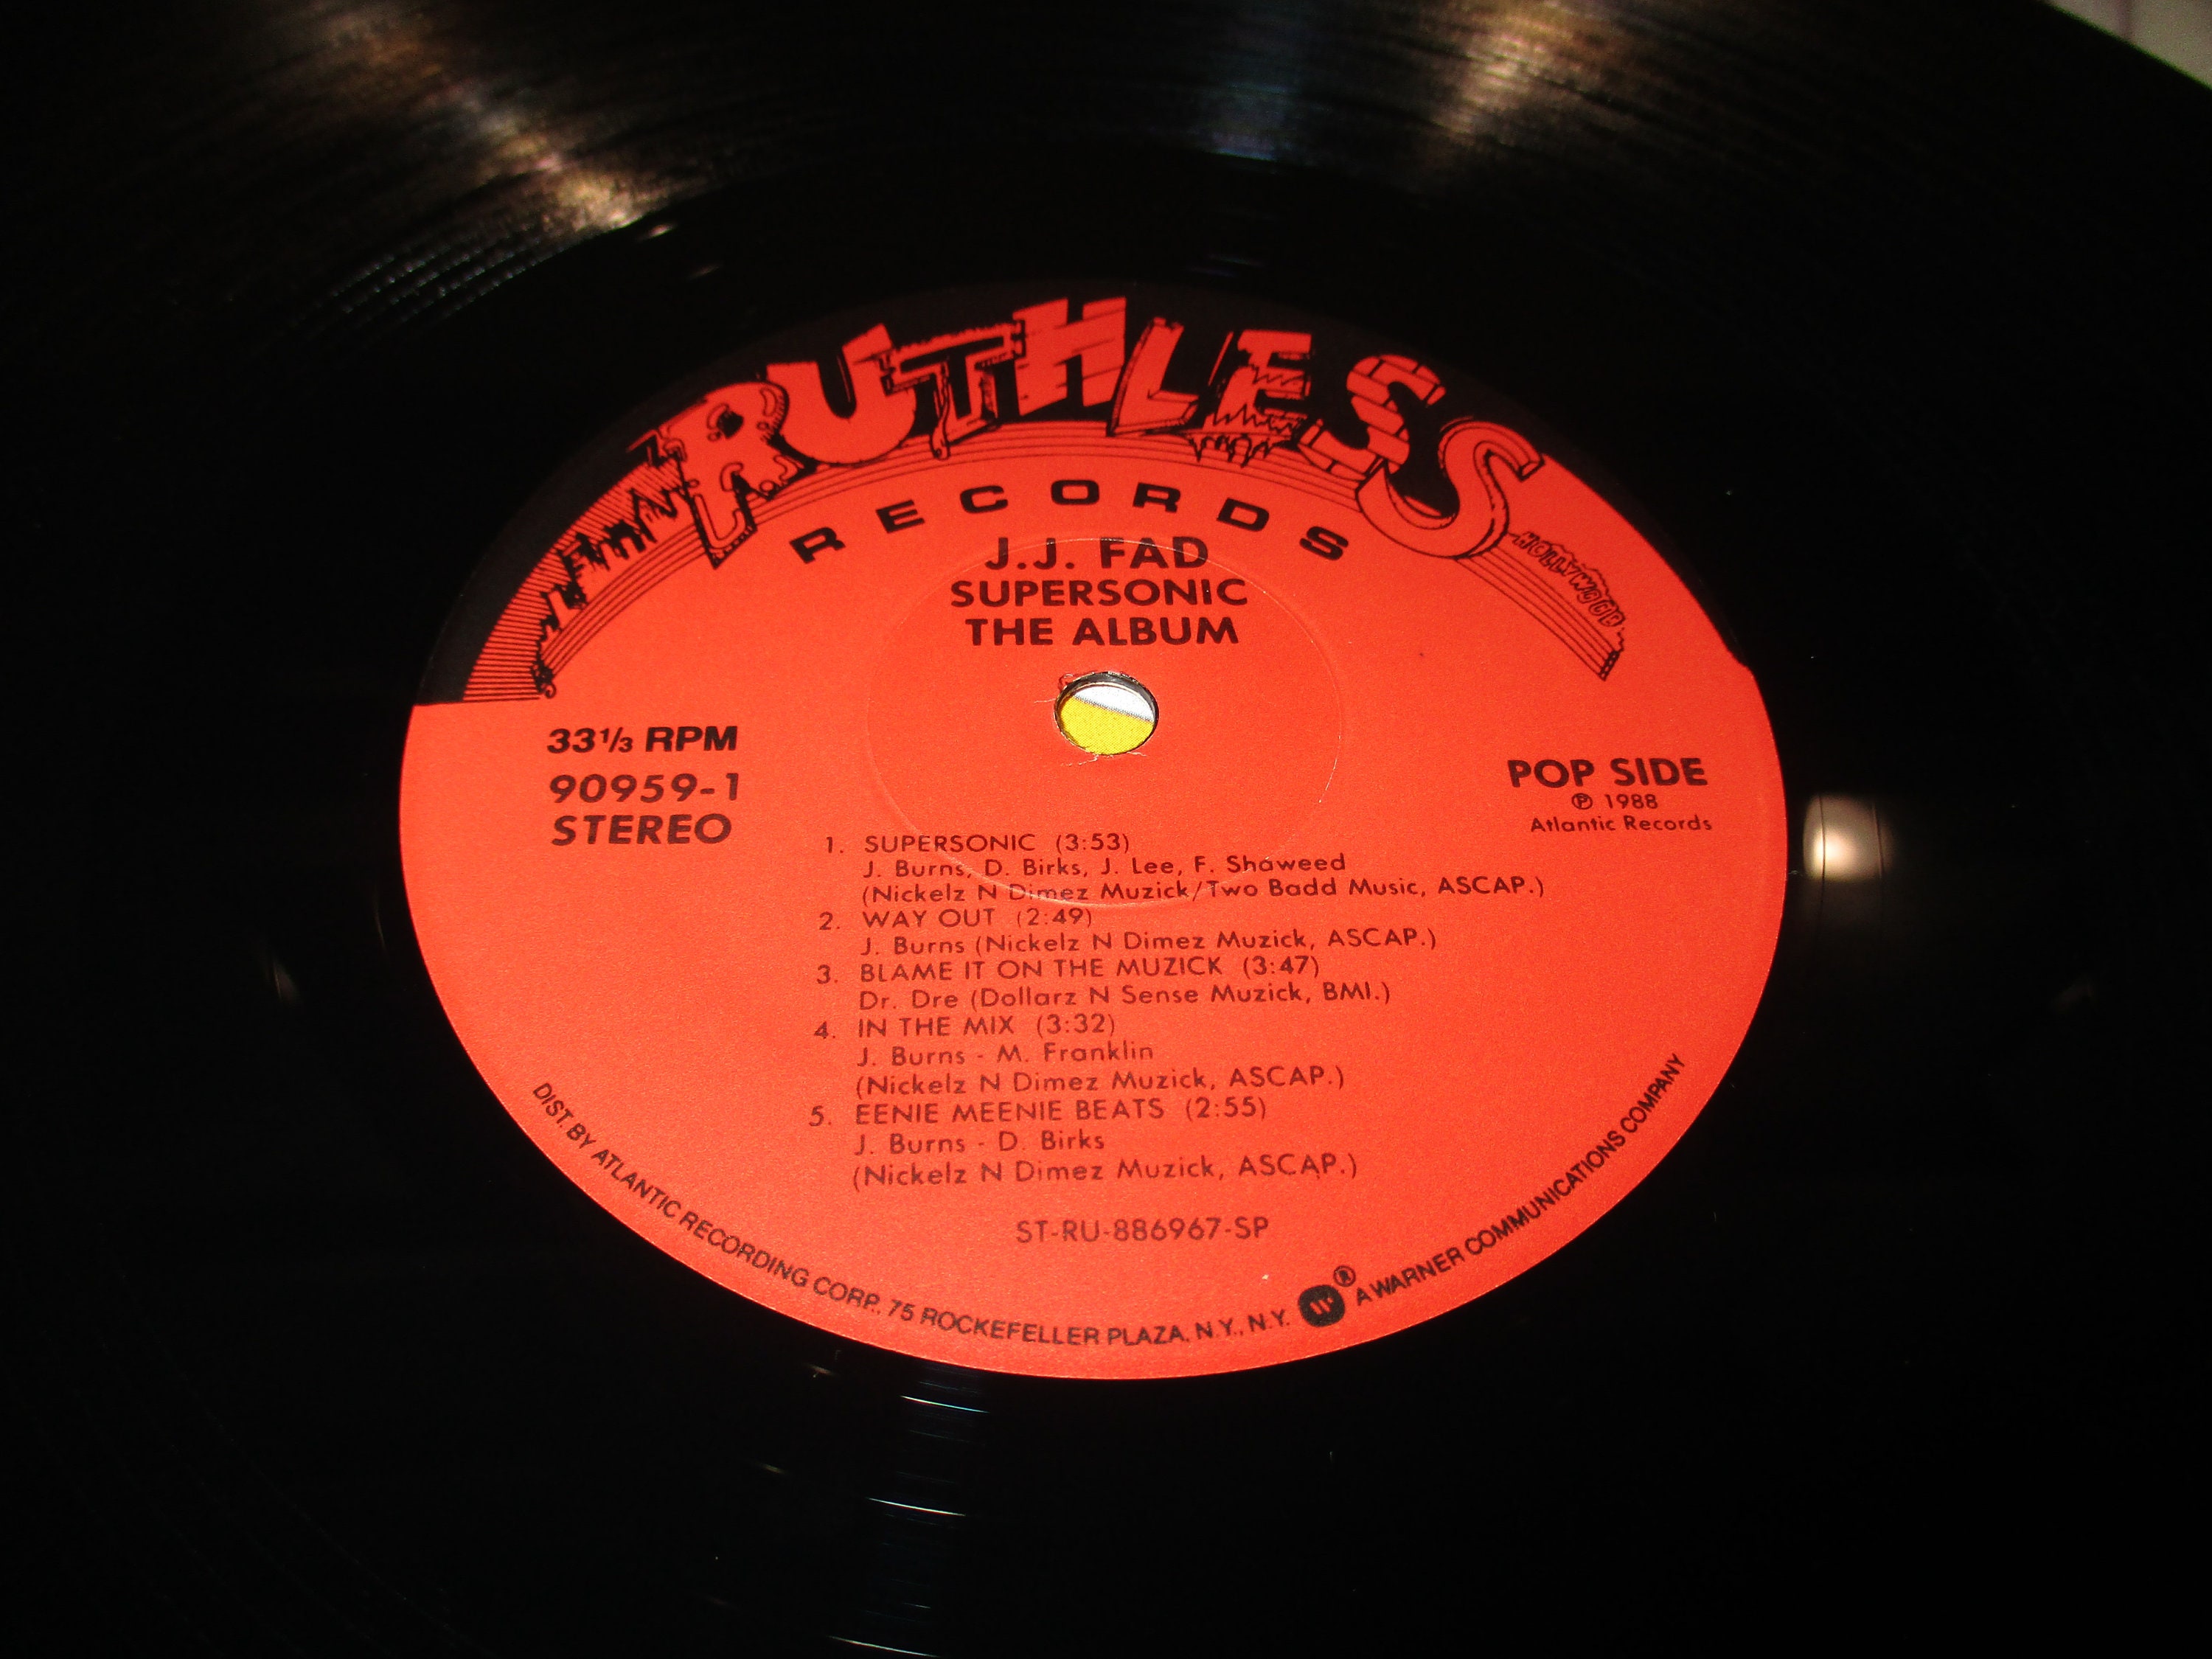 RUTHLESS
HOLLYWOOD
RECORDS
J.J. FAD
SUPERSONIC
THE ALBUM
33⅓ RPM
90959-1
STEREO
POP SIDE
℗ 1988
Atlantic Records
1. SUPERSONIC (3:53)
J. Burns, D. Birks, J. Lee, F. Shaweed
(Nickelz N Dimez Muzick/Two Badd Music, ASCAP.)
2. WAY OUT (2:49)
J. Burns (Nickelz N Dimez Muzick, ASCAP.)
3. BLAME IT ON THE MUZICK (3:47)
Dr. Dre (Dollarz N Sense Muzick, BMI.)
4. IN THE MIX (3:32)
J. Burns - M. Franklin
(Nickelz N Dimez Muzick, ASCAP.)
5. EENIE MEENIE BEATS (2:55)
J. Burns - D. Birks
(Nickelz N Dimez Muzick, ASCAP.)
ST-RU-886967-SP
DIST. BY ATLANTIC RECORDING CORP., 75 ROCKEFELLER PLAZA, N.Y., N.Y. ® A WARNER COMMUNICATIONS COMPANY